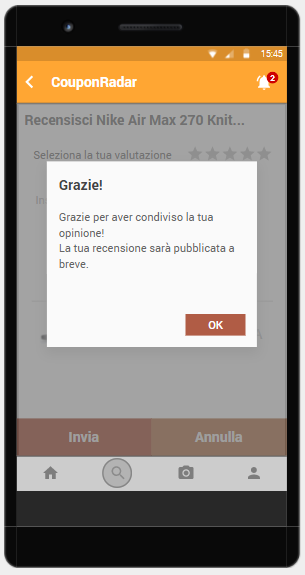 15:45
CouponRadar
2
Recensisci Nike Air Max 270 Knit...
Seleziona la tua valutazione
Grazie!
Grazie per aver condiviso la tua
opinione!
La tua recensione sarà pubblicata a
breve.
OK
Invia
Annulla